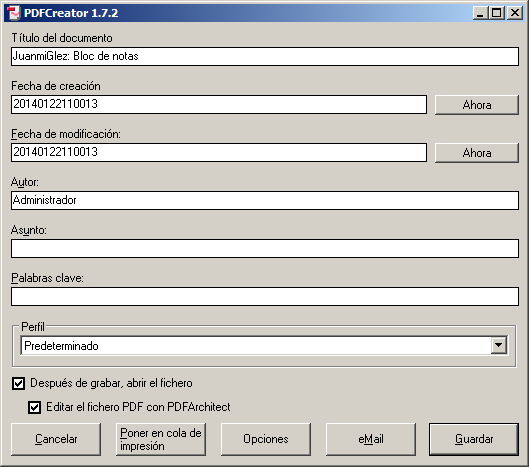 PDFCreator 1.7.2
Título del documento
JuanmiGlez: Bloc de notas
Fecha de creación
20140122110013
Ahora
Fecha de modificación:
20140122110013
Ahora
Autor:
Administrador
Asunto:
Palabras clave:
Perfil
Predeterminado
Después de grabar, abrir el fichero
Editar el fichero PDF con PDFArchitect
Cancelar
Poner en cola de
impresión
Opciones
eMail
Guardar